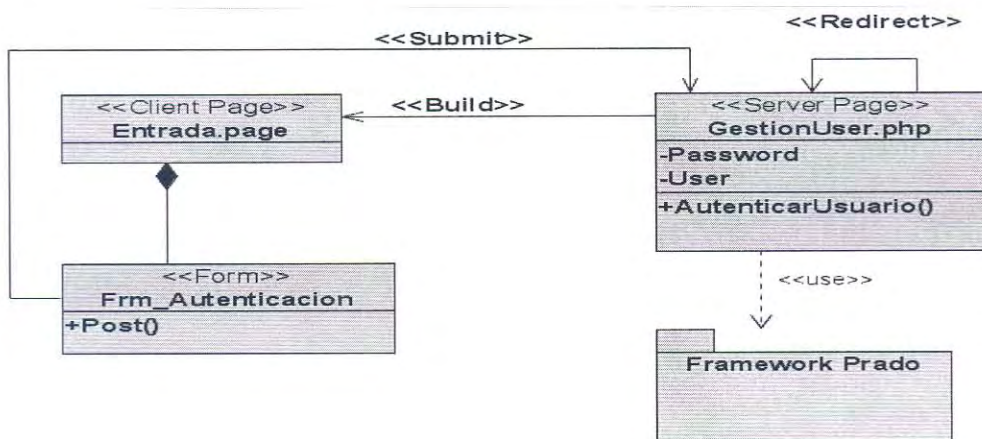 <<Redirect>>
<<Submit>>
<<Client Page>>
Entrada.page
<<Build>>
<<Server Page>>
GestionUser.php
-Password
-User
+AutenticarUsuario()
<<Form>>
Frm_Autenticacion
+Post()
<<use>>
Framework Prado